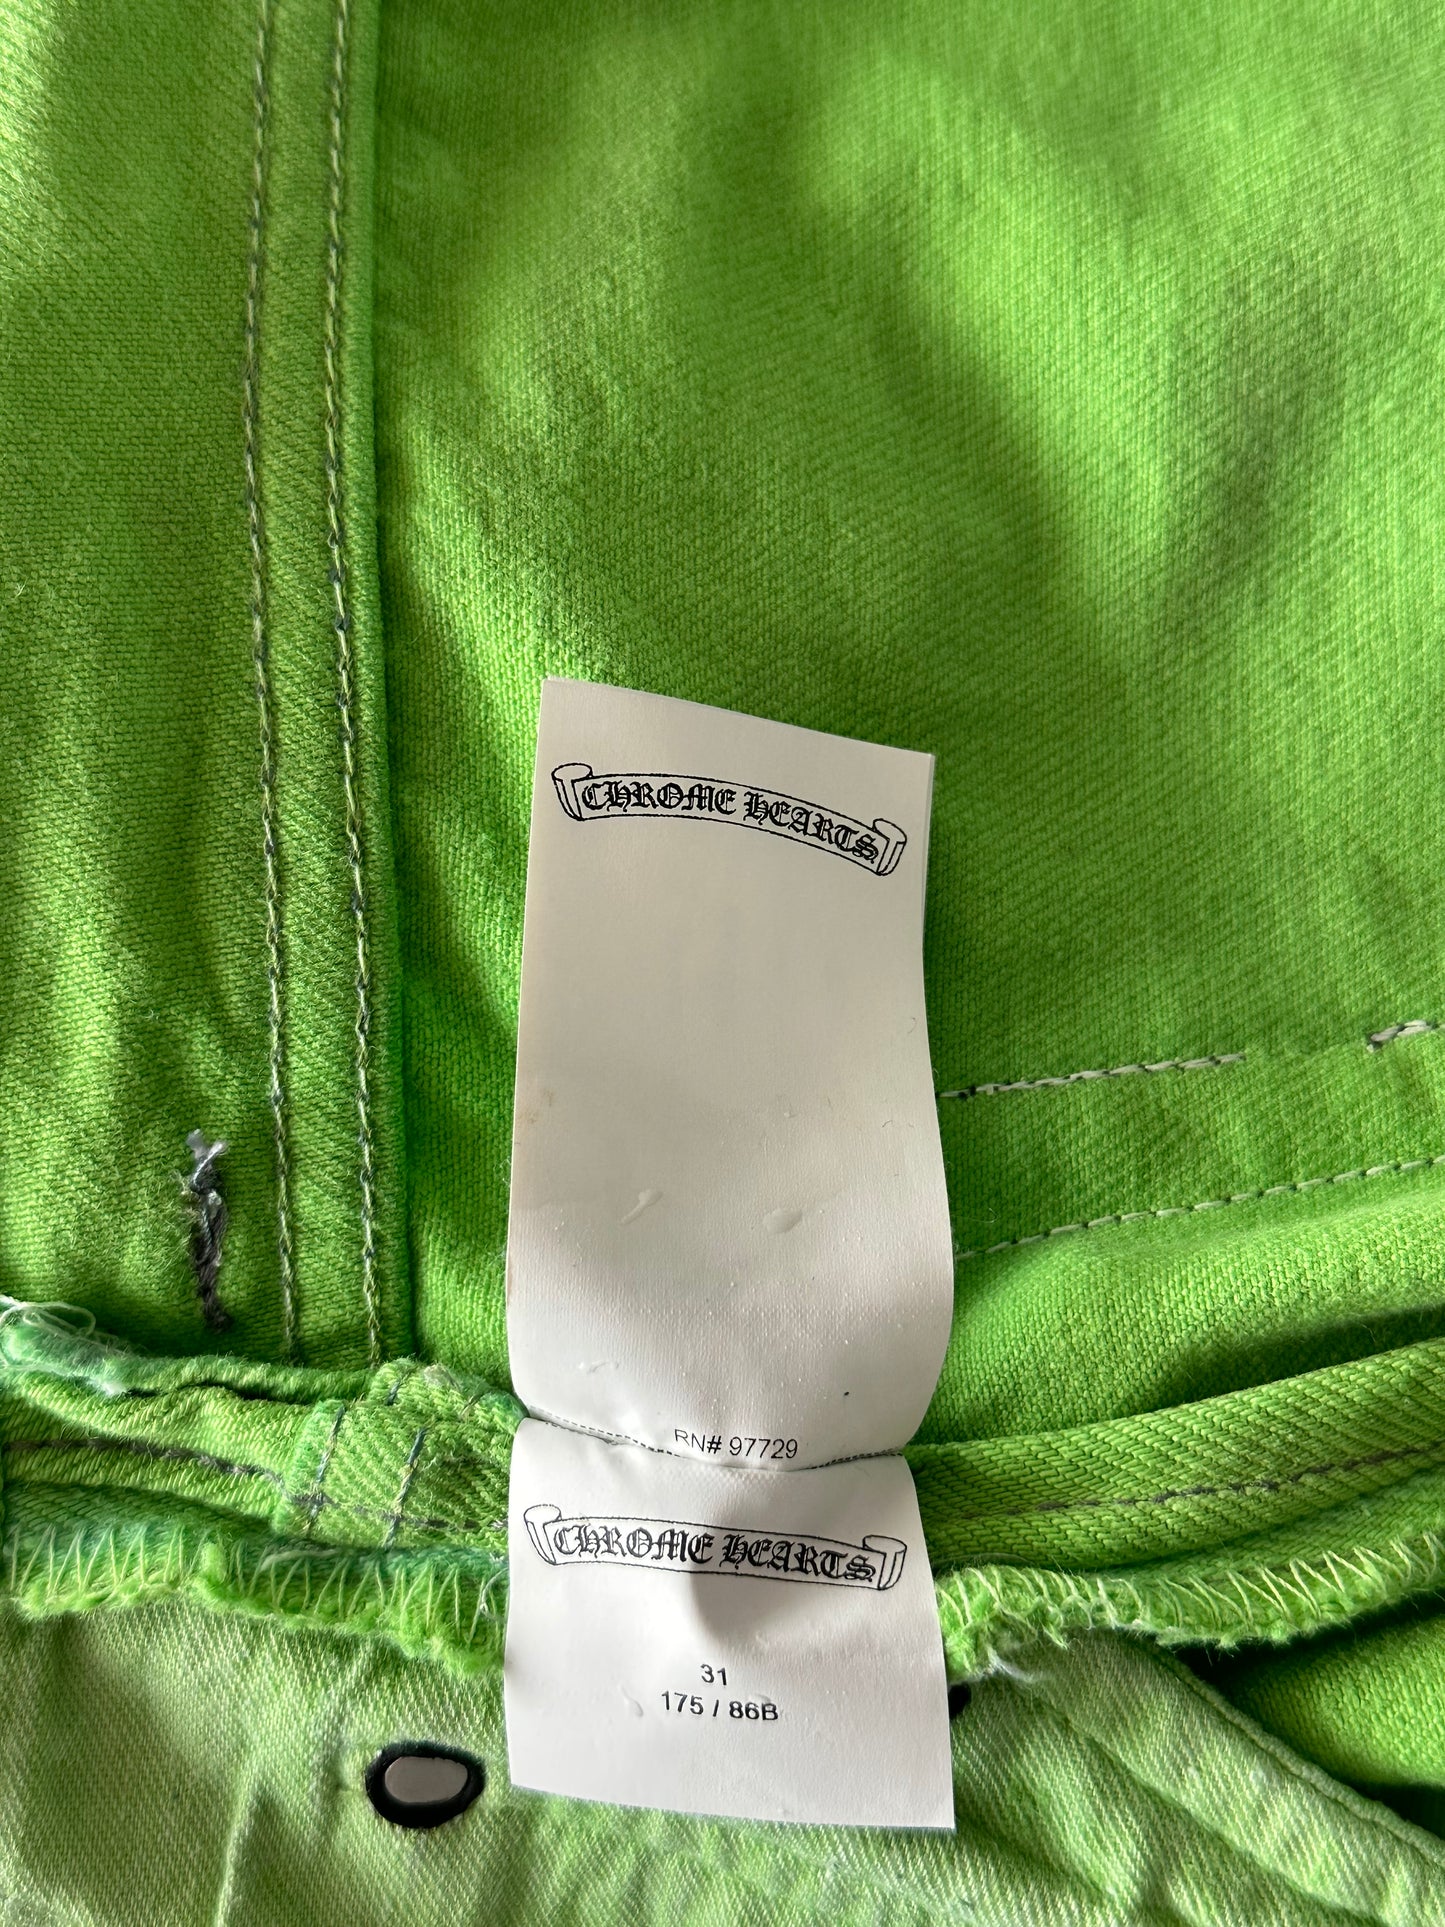 CHROME HEARTS
RN# 97729
CHROME HEARTS
31
175 / 86B